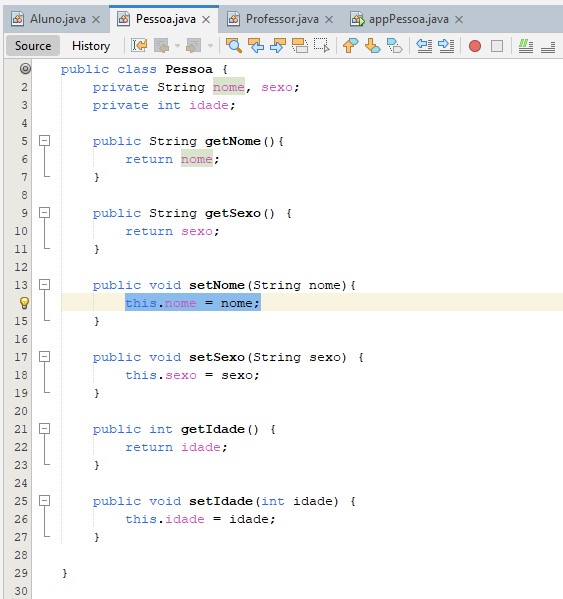 Aluno.java × Pessoa.java × Professor.java × appPessoa.java ×
Source History
public class Pessoa {
2 private String nome, sexo;
3 private int idade;
4
5 public String getNome(){
6 return nome;
7 }
8
9 public String getSexo() {
10 return sexo;
11 }
12
13 public void setNome(String nome){
this.nome = nome;
15 }
16
17 public void setSexo(String sexo) {
18 this.sexo = sexo;
19 }
20
21 public int getIdade() {
22 return idade;
23 }
24
25 public void setIdade(int idade) {
26 this.idade = idade;
27 }
28
29 }
30